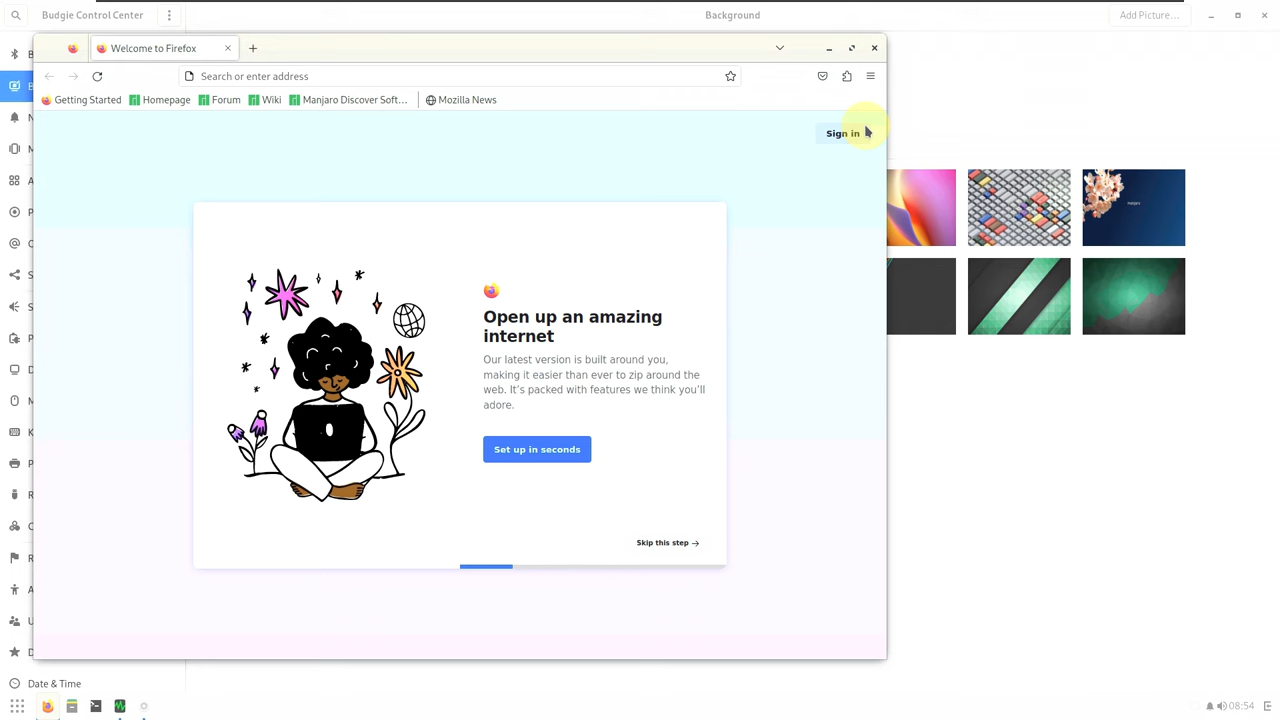 Budgie Control Center
Background
Add Picture…
Welcome to Firefox
Search or enter address
Getting Started
Homepage
Forum
Wiki
Manjaro Discover Soft…
Mozilla News
Sign in
Open up an amazing
internet
Our latest version is built around you,
making it easier than ever to zip around the
web. It's packed with features we think you'll
adore.
Set up in seconds
Skip this step
Date & Time
08:54